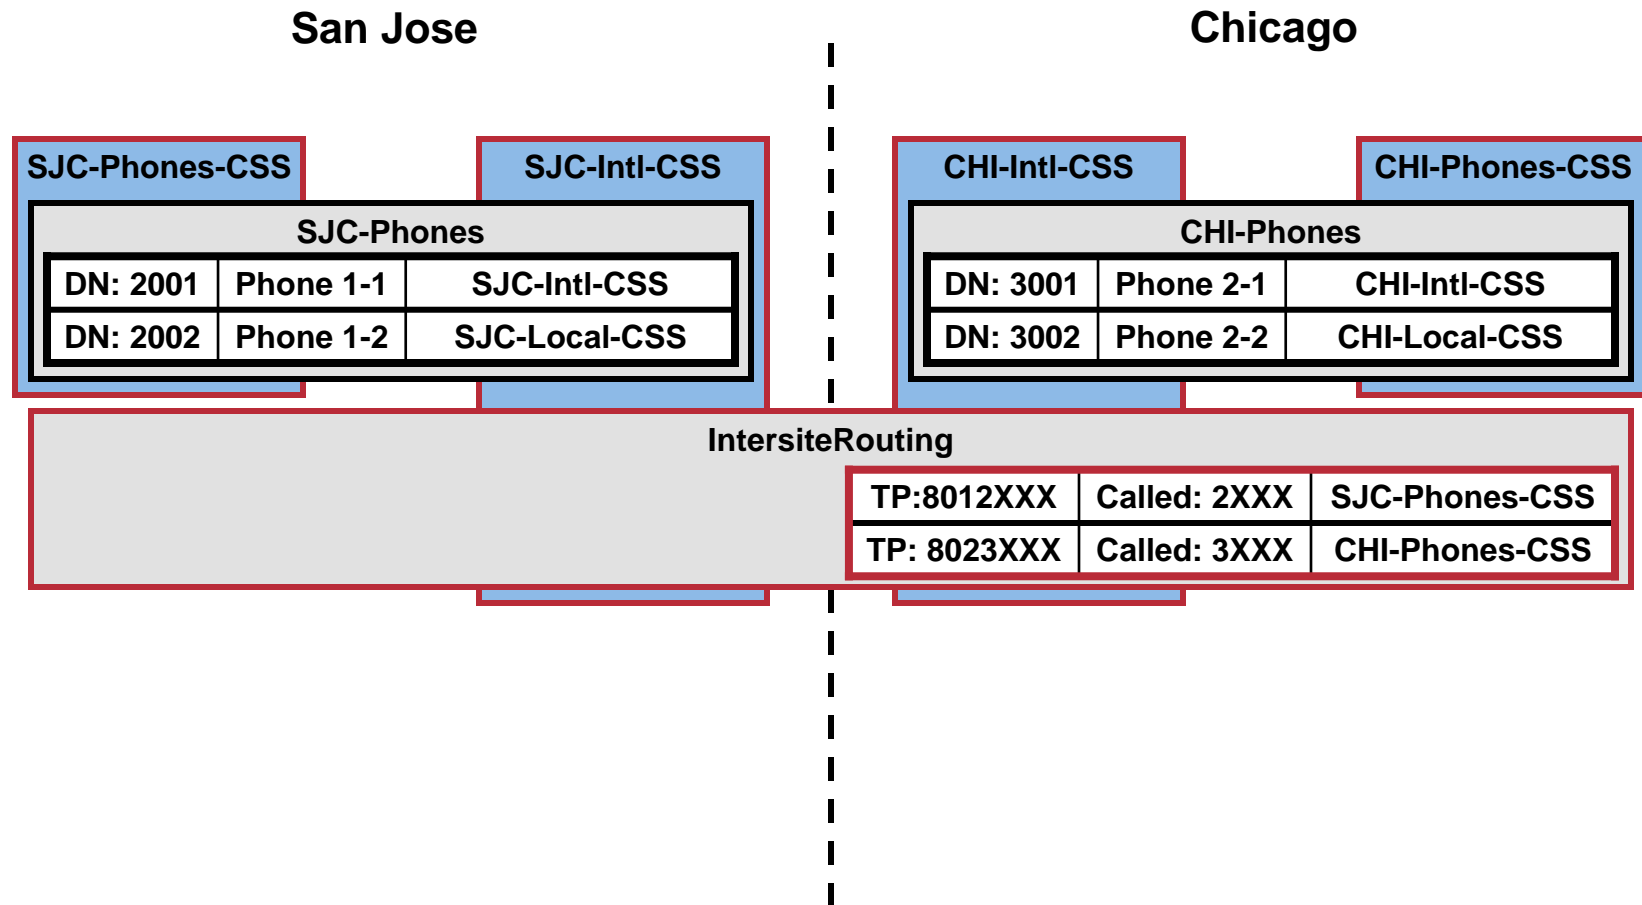 San Jose
Chicago
SJC-Phones-CSS
SJC-Intl-CSS
CHI-Intl-CSS
CHI-Phones-CSS
SJC-Phones
DN: 2001 Phone 1-1 SJC-Intl-CSS
DN: 2002 Phone 1-2 SJC-Local-CSS
CHI-Phones
DN: 3001 Phone 2-1 CHI-Intl-CSS
DN: 3002 Phone 2-2 CHI-Local-CSS
IntersiteRouting
TP:8012XXX Called: 2XXX SJC-Phones-CSS
TP: 8023XXX Called: 3XXX CHI-Phones-CSS